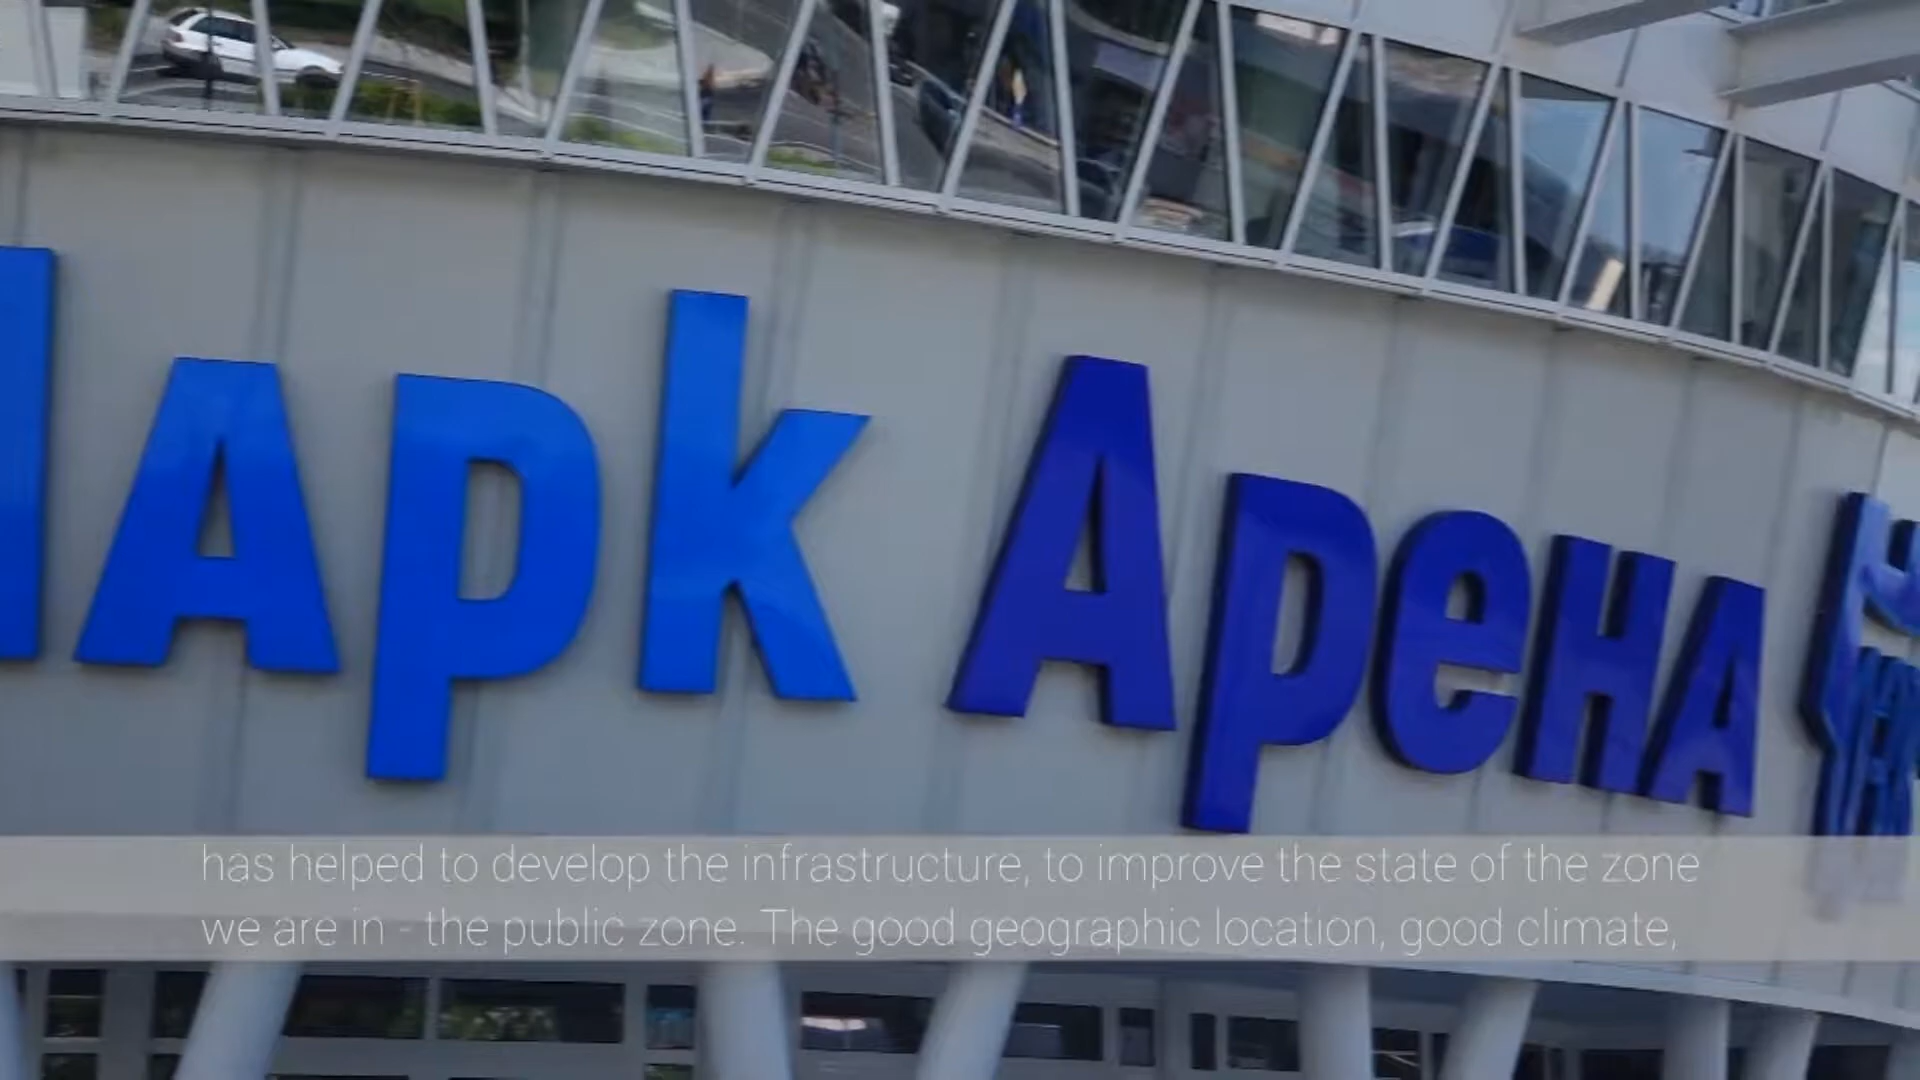 Парк Арена
has helped to develop the infrastructure, to improve the state of the zone
we are in - the public zone. The good geographic location, good climate,